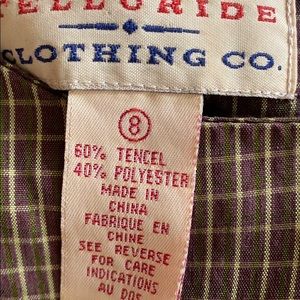 TELLURIDE
CLOTHING CO.
8
60% TENCEL
40% POLYESTER
MADE IN
CHINA
FABRIQUE EN
CHINE
SEE REVERSE
FOR CARE
INDICATIONS
AU DOS